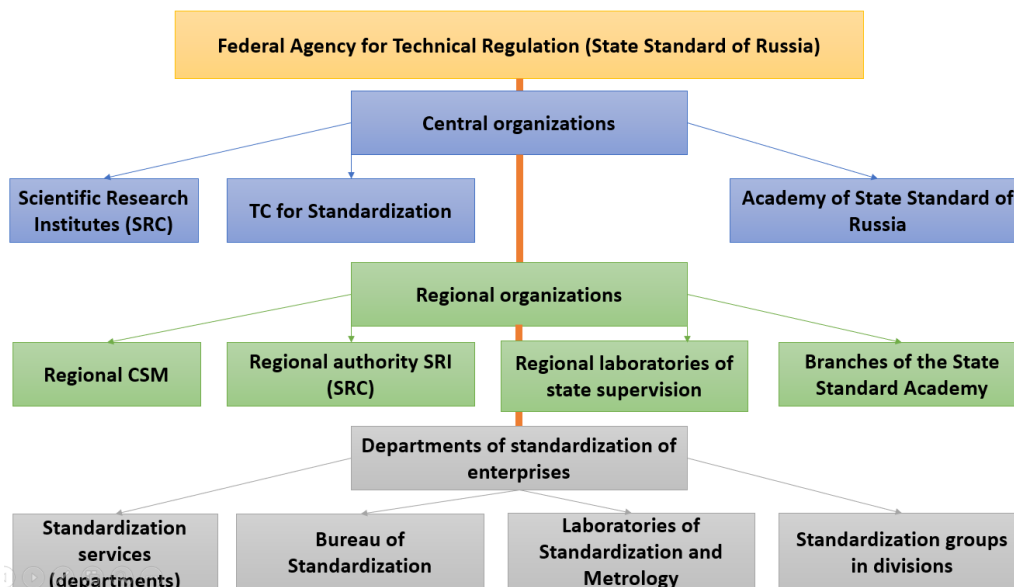 Federal Agency for Technical Regulation (State Standard of Russia)
Central organizations
Scientific Research
Institutes (SRC)
TC for Standardization
Academy of State Standard of
Russia
Regional organizations
Regional CSM
Regional authority SRI
(SRC)
Regional laboratories of
state supervision
Branches of the State
Standard Academy
Departments of standardization of
enterprises
Standardization
services
(departments)
Bureau of
Standardization
Laboratories of
Standardization and
Metrology
Standardization groups
in divisions